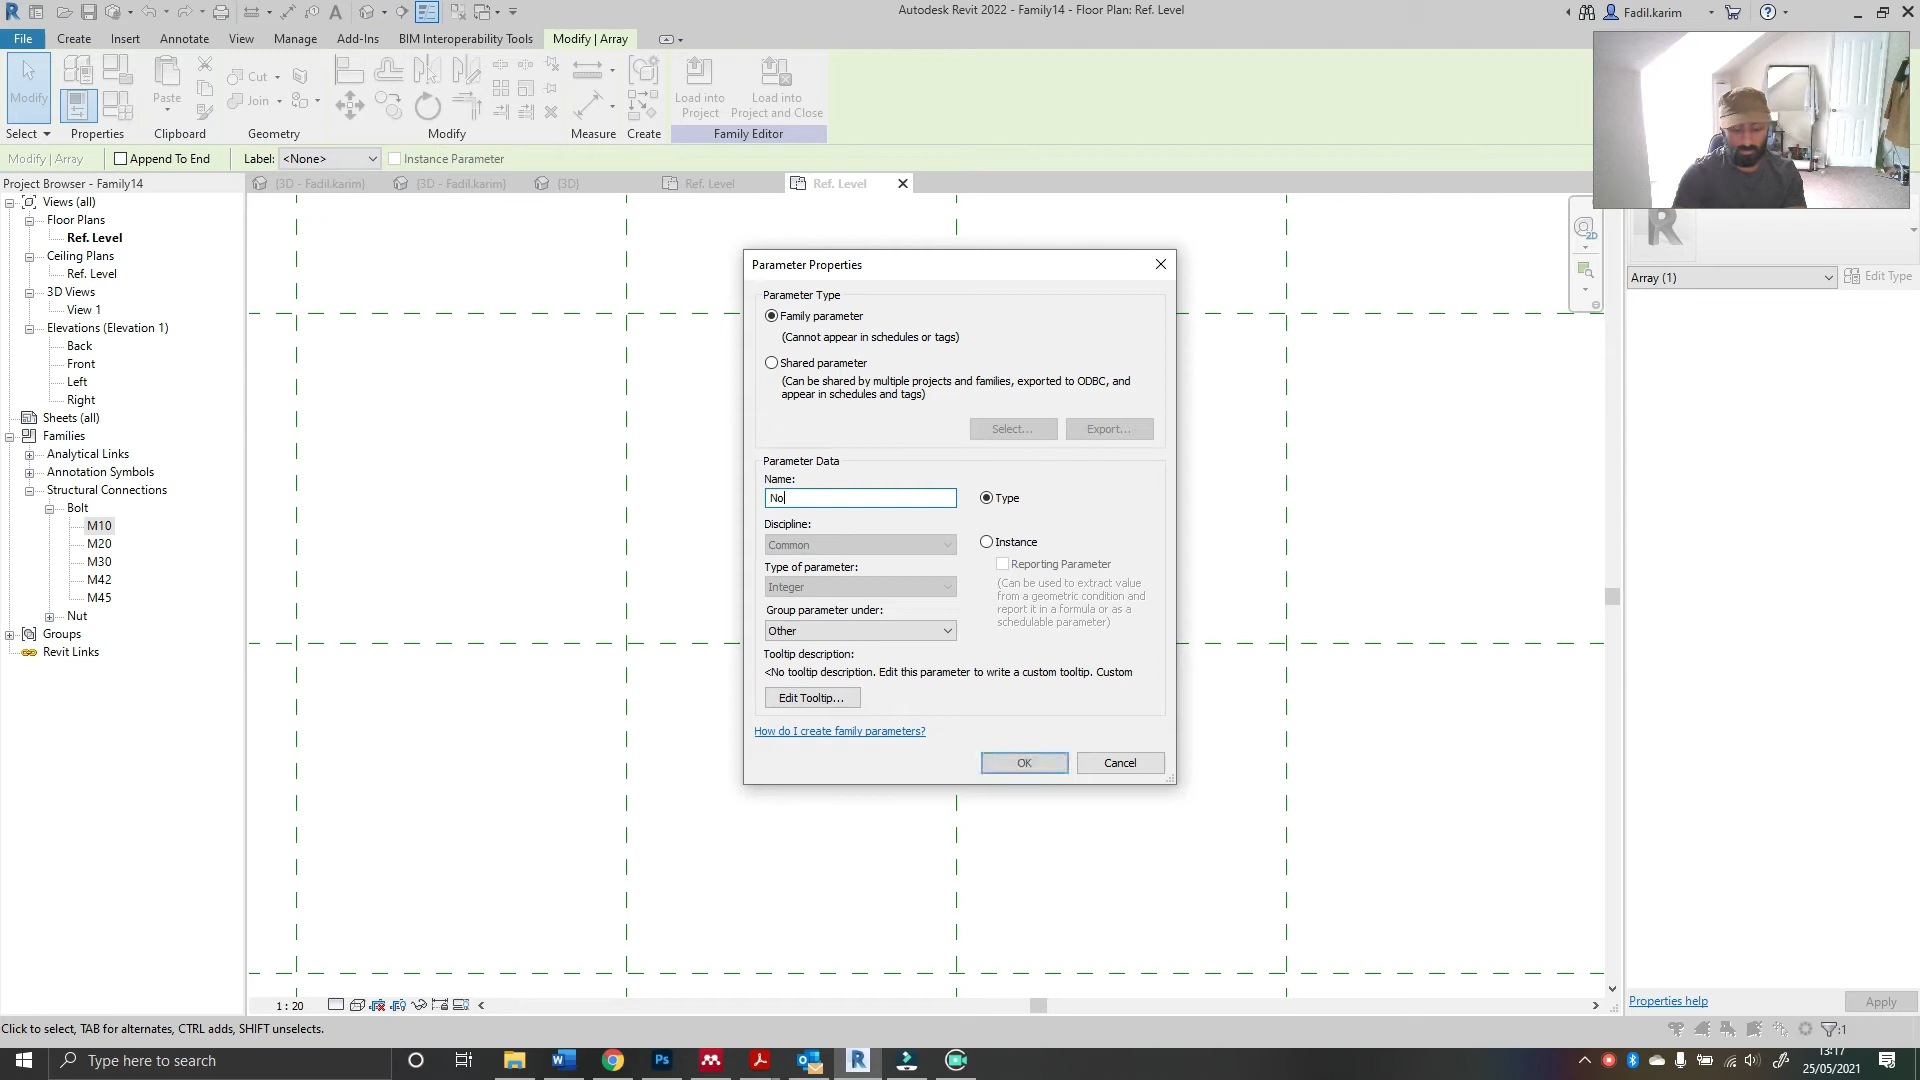 Autodesk Revit 2022 - Family14 - Floor Plan: Ref. Level
Fadil.karim
File Create Insert Annotate View Manage Add-Ins BIM Interoperability Tools Modify | Array
Modify
Paste
Cut
Join
Load into Project
Load into Project and Close
Select Properties Clipboard Geometry Modify Measure Create Family Editor
Modify | Array
Append To End
Label: <None>
Instance Parameter
Project Browser - Family14
{3D - Fadil.karim}
{3D - Fadil.karim}
{3D}
Ref. Level
Ref. Level
Views (all)
Floor Plans
Ref. Level
Ceiling Plans
Ref. Level
3D Views
View 1
Elevations (Elevation 1)
Back
Front
Left
Right
Sheets (all)
Families
Analytical Links
Annotation Symbols
Structural Connections
Bolt
M10
M20
M30
M42
M45
Nut
Groups
Revit Links
Parameter Properties
Parameter Type
Family parameter
(Cannot appear in schedules or tags)
Shared parameter
(Can be shared by multiple projects and families, exported to ODBC, and
appear in schedules and tags)
Select...
Export...
Parameter Data
Name:
No
Type
Discipline:
Common
Instance
Type of parameter:
Reporting Parameter
Integer
(Can be used to extract value
from a geometric condition and
report it in a formula or as a
schedulable parameter)
Group parameter under:
Other
Tooltip description:
<No tooltip description. Edit this parameter to write a custom tooltip. Custom
Edit Tooltip...
How do I create family parameters?
OK
Cancel
2D
R
Array (1)
Edit Type
Properties help
Apply
1 : 20
Click to select, TAB for alternates, CTRL adds, SHIFT unselects.
:1
Type here to search
13:17
25/05/2021